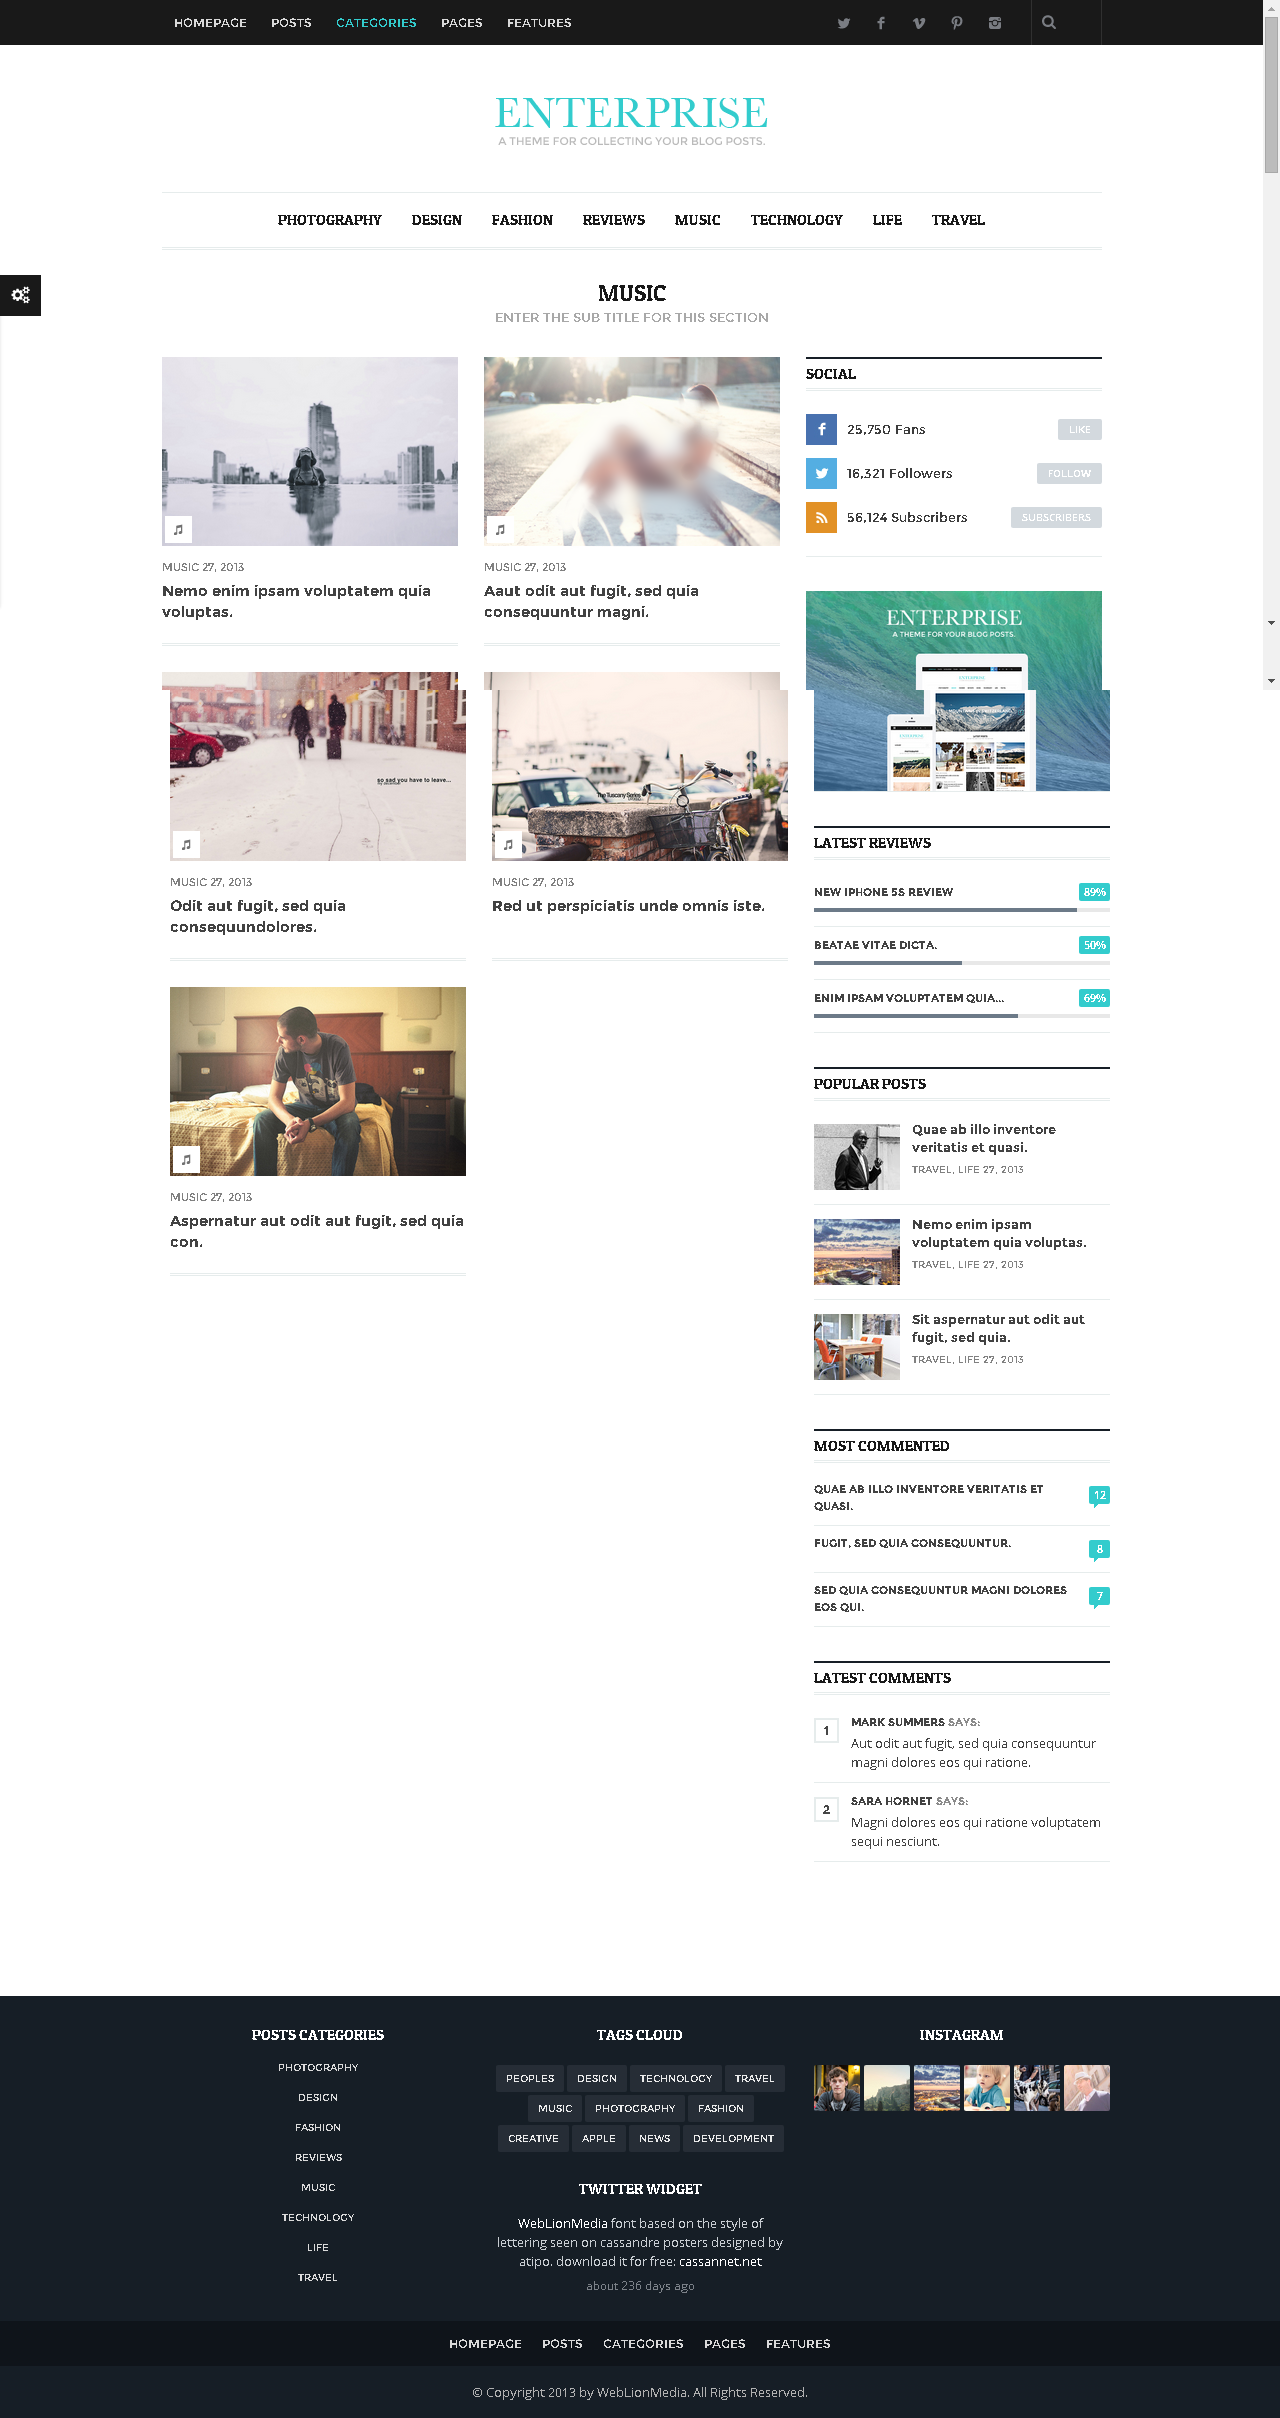 HOMEPAGE POSTS CATEGORIES PAGES FEATURES
ENTERPRISE
A THEME FOR COLLECTING YOUR BLOG POSTS.
PHOTOGRAPHY DESIGN FASHION REVIEWS MUSIC TECHNOLOGY LIFE TRAVEL
MUSIC
ENTER THE SUB TITLE FOR THIS SECTION
MUSIC 27, 2013
Nemo enim ipsam voluptatem quia
voluptas.
MUSIC 27, 2013
Aaut odit aut fugit, sed quia
consequuntur magni.
so sad you have to leave...
MUSIC 27, 2013
Odit aut fugit, sed quia
consequundolores.
The Tuscany Series
MUSIC 27, 2013
Red ut perspiciatis unde omnis iste.
MUSIC 27, 2013
Aspernatur aut odit aut fugit, sed quia
con.
SOCIAL
25,750 Fans LIKE
16,321 Followers FOLLOW
56,124 Subscribers SUBSCRIBERS
ENTERPRISE
A THEME FOR YOUR BLOG POSTS.
ENTERPRISE
LATEST REVIEWS
NEW IPHONE 5S REVIEW 89%
BEATAE VITAE DICTA. 50%
ENIM IPSAM VOLUPTATEM QUIA... 69%
POPULAR POSTS
Quae ab illo inventore
veritatis et quasi.
TRAVEL, LIFE 27, 2013
Nemo enim ipsam
voluptatem quia voluptas.
TRAVEL, LIFE 27, 2013
Sit aspernatur aut odit aut
fugit, sed quia.
TRAVEL, LIFE 27, 2013
MOST COMMENTED
QUAE AB ILLO INVENTORE VERITATIS ET
QUASI.
12
FUGIT, SED QUIA CONSEQUUNTUR.
8
SED QUIA CONSEQUUNTUR MAGNI DOLORES
EOS QUI.
7
LATEST COMMENTS
1 MARK SUMMERS SAYS:
Aut odit aut fugit, sed quia consequuntur
magni dolores eos qui ratione.
2 SARA HORNET SAYS:
Magni dolores eos qui ratione voluptatem
sequi nesciunt.
POSTS CATEGORIES
PHOTOGRAPHY
DESIGN
FASHION
REVIEWS
MUSIC
TECHNOLOGY
LIFE
TRAVEL
TAGS CLOUD
PEOPLES DESIGN TECHNOLOGY TRAVEL
MUSIC PHOTOGRAPHY FASHION
CREATIVE APPLE NEWS DEVELOPMENT
TWITTER WIDGET
WebLionMedia font based on the style of
lettering seen on cassandre posters designed by
atipo. download it for free: cassannet.net
about 236 days ago
INSTAGRAM
HOMEPAGE POSTS CATEGORIES PAGES FEATURES
© Copyright 2013 by WebLionMedia. All Rights Reserved.